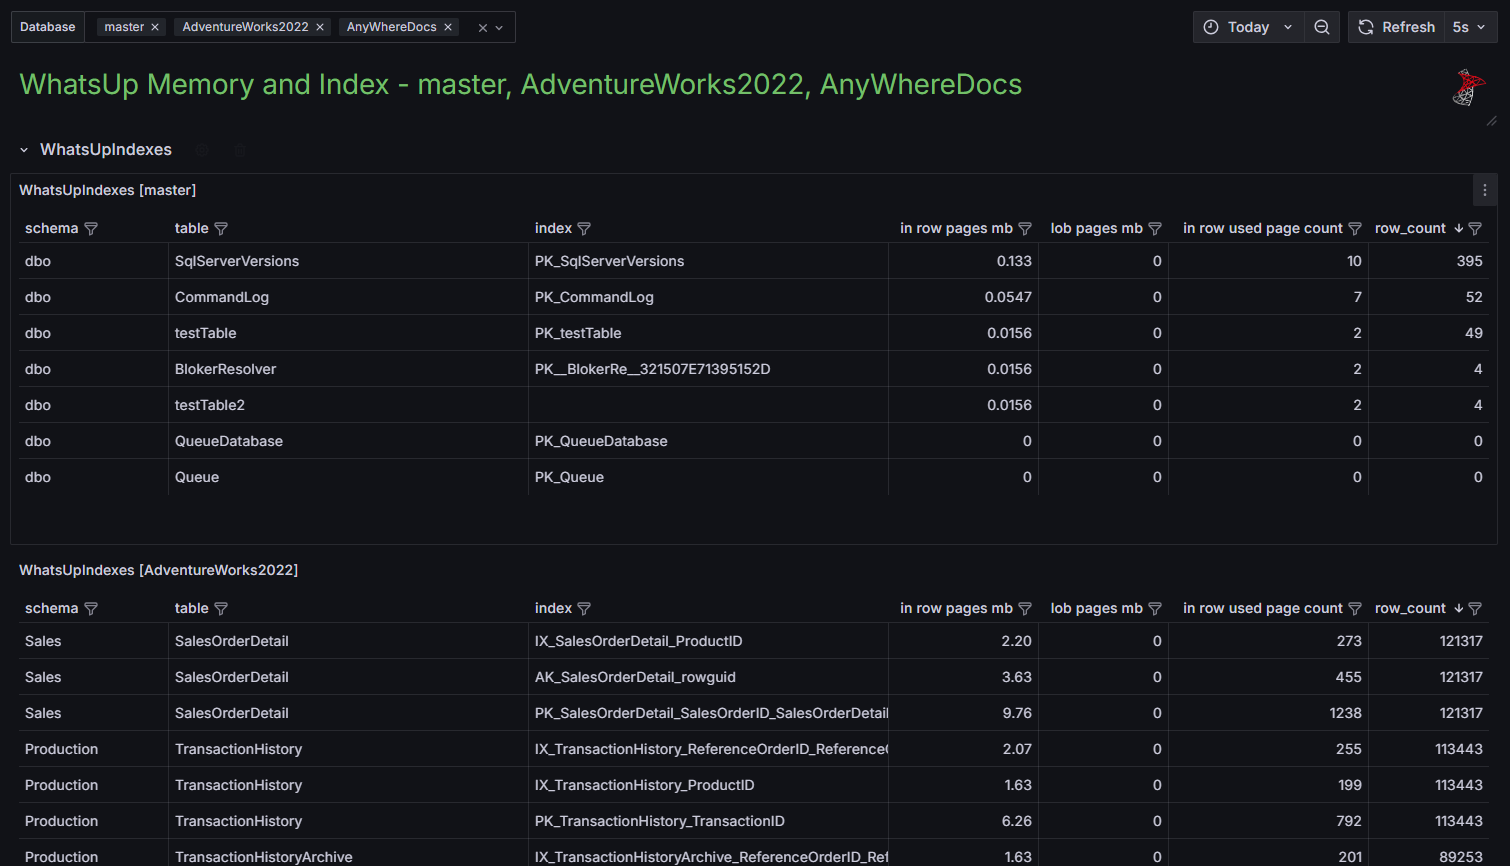 Database master AdventureWorks2022 AnyWhereDocs Today Refresh 5s
WhatsUp Memory and Index - master, AdventureWorks2022, AnyWhereDocs
WhatsUpIndexes
WhatsUpIndexes [master]
schema table index in row pages mb lob pages mb in row used page count row_count
dbo SqlServerVersions PK_SqlServerVersions 0.133 0 10 395
dbo CommandLog PK_CommandLog 0.0547 0 7 52
dbo testTable PK_testTable 0.0156 0 2 49
dbo BlokerResolver PK__BlokerRe__321507E71395152D 0.0156 0 2 4
dbo testTable2 0.0156 0 2 4
dbo QueueDatabase PK_QueueDatabase 0 0 0 0
dbo Queue PK_Queue 0 0 0 0
WhatsUpIndexes [AdventureWorks2022]
schema table index in row pages mb lob pages mb in row used page count row_count
Sales SalesOrderDetail IX_SalesOrderDetail_ProductID 2.20 0 273 121317
Sales SalesOrderDetail AK_SalesOrderDetail_rowguid 3.63 0 455 121317
Sales SalesOrderDetail PK_SalesOrderDetail_SalesOrderID_SalesOrderDetail 9.76 0 1238 121317
Production TransactionHistory IX_TransactionHistory_ReferenceOrderID_Reference 2.07 0 255 113443
Production TransactionHistory IX_TransactionHistory_ProductID 1.63 0 199 113443
Production TransactionHistory PK_TransactionHistory_TransactionID 6.26 0 792 113443
Production TransactionHistoryArchive IX_TransactionHistoryArchive_ReferenceOrderID_Ref 1.63 0 201 89253